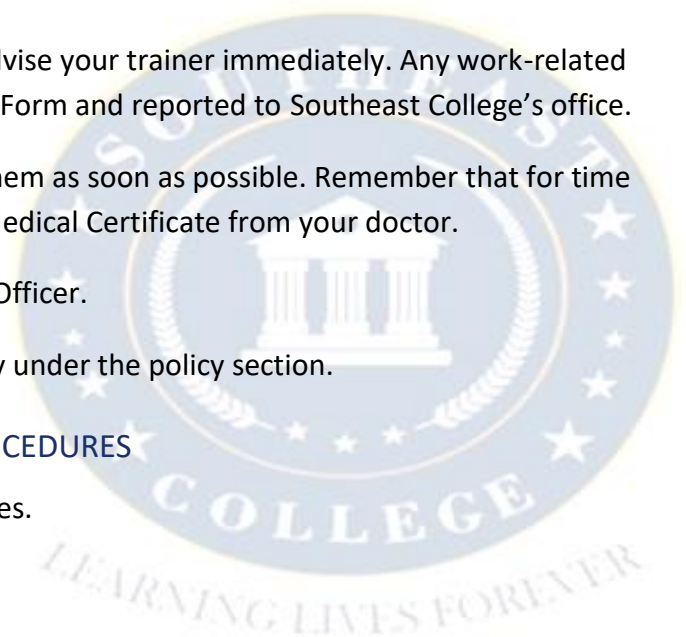 dvise your trainer immediately. Any work-related
Form and reported to Southeast College's office.
hem as soon as possible. Remember that for time
edical Certificate from your doctor.
Officer.
y under the policy section.
CEDURES
es.
SOUTHEAST
COLLEGE
LEARNING LIVES FOREVER